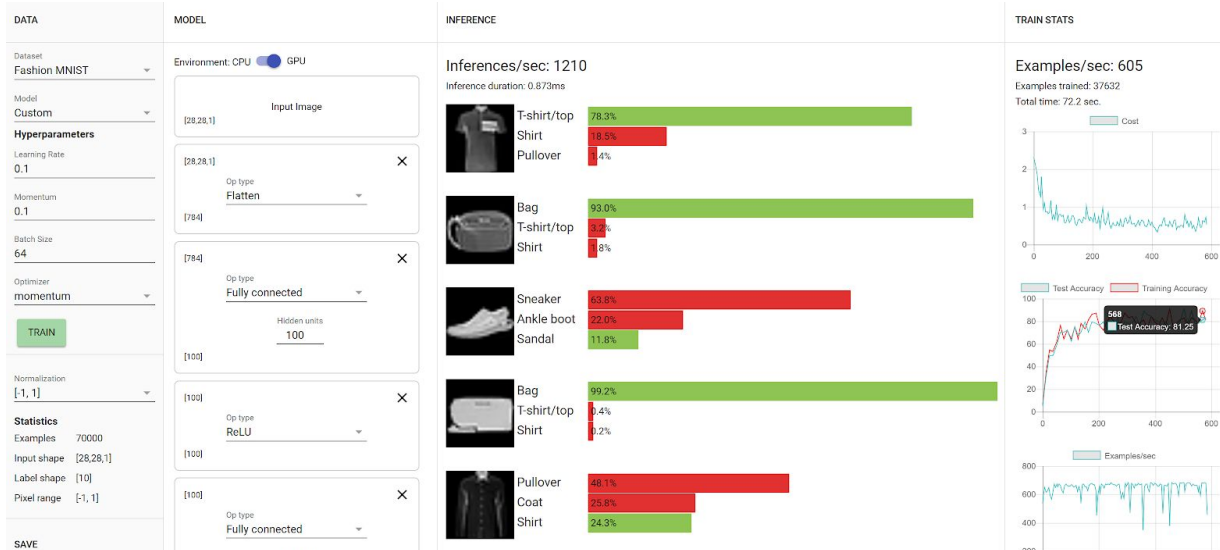 DATA
Dataset
Fashion MNIST
Model
Custom
Hyperparameters
Learning Rate
0.1
Momentum
0.1
Batch Size
64
Optimizer
momentum
TRAIN
Normalization
[-1, 1]
Statistics
Examples 70000
Input shape [28,28,1]
Label shape [10]
Pixel range [-1, 1]
SAVE
MODEL
Environment: CPU GPU
Input Image
[28,28,1]
[28,28,1]
Op type
Flatten
[784]
[784]
Op type
Fully connected
Hidden units
100
[100]
[100]
Op type
ReLU
[100]
[100]
Op type
Fully connected
INFERENCE
Inferences/sec: 1210
Inference duration: 0.873ms
T-shirt/top 78.3%
Shirt 18.5%
Pullover 1.4%
Bag 93.0%
T-shirt/top 3.2%
Shirt 1.8%
Sneaker 63.8%
Ankle boot 22.0%
Sandal 11.8%
Bag 99.2%
T-shirt/top 0.4%
Shirt 0.2%
Pullover 48.1%
Coat 25.8%
Shirt 24.3%
TRAIN STATS
Examples/sec: 605
Examples trained: 37632
Total time: 72.2 sec.
Cost
3
2
1
0
0 200 400 600
Test Accuracy Training Accuracy
100
80
60
40
20
0
568
Test Accuracy: 81.25
0 200 400 600
Examples/sec
800
600
400